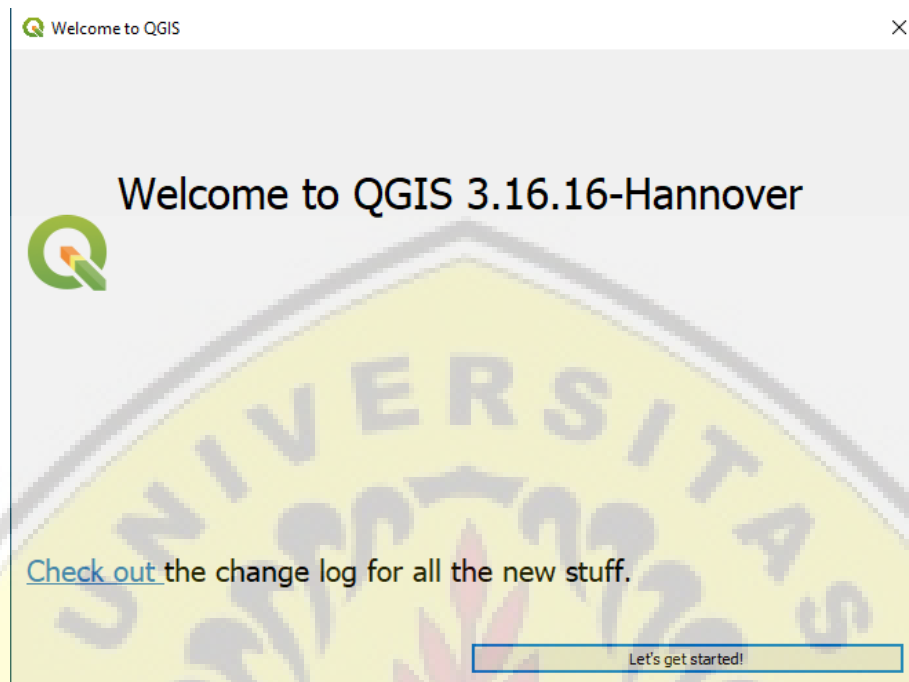 Welcome to QGIS
Welcome to QGIS 3.16.16-Hannover
UNIVERSITAS
Check out the change log for all the new stuff.
Let's get started!